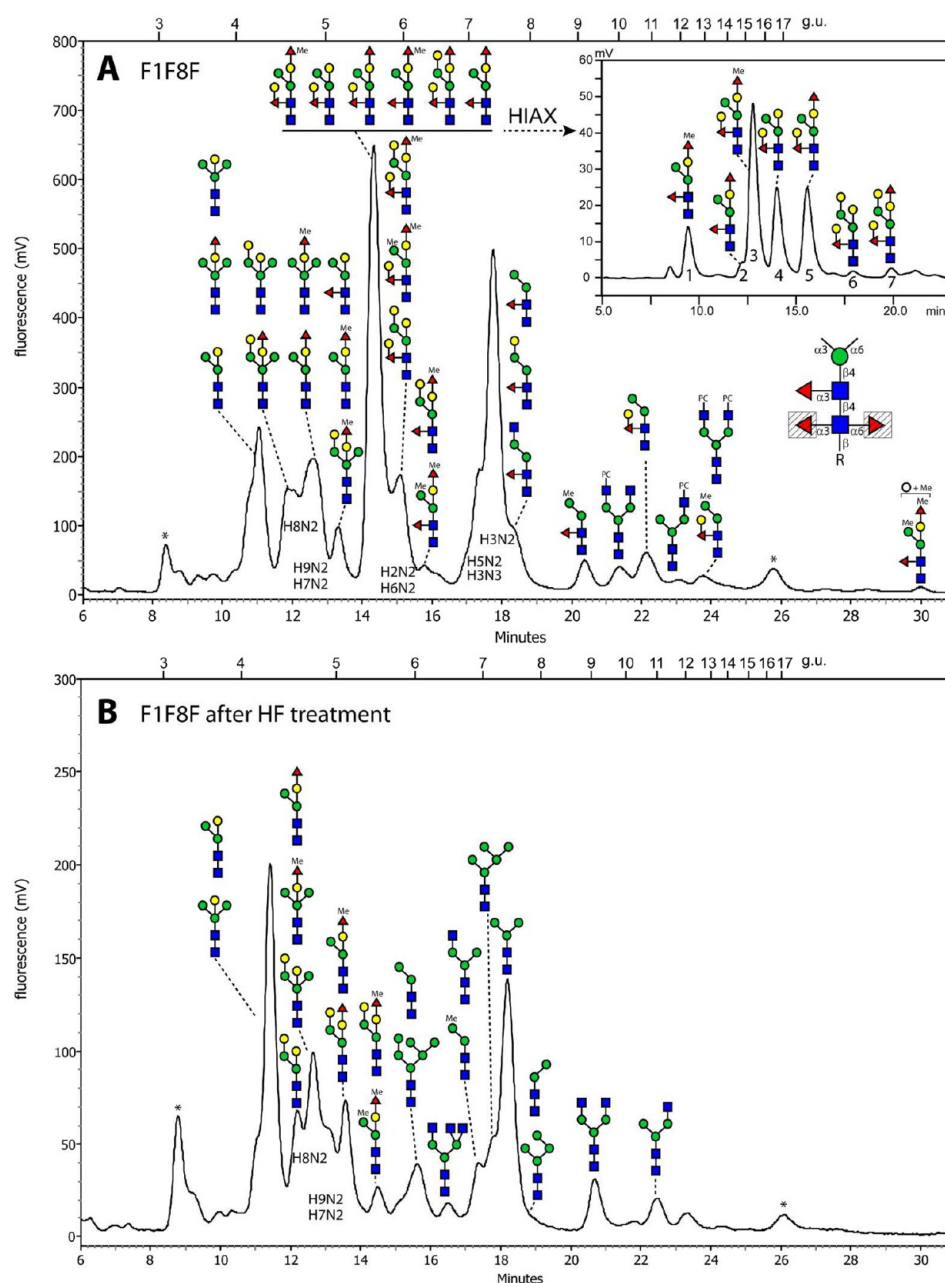 3 4 5 6 7 8 9 10 11 12 13 14 15 16 17 g.u.
A F1F8F
800
700
600
500
400
300
200
100
0
fluorescence (mV)
Me
Me
Me
HIAX
mV
60
50
40
30
20
10
0
Me
Me
1 2 3 4 5 6 7
5.0 10.0 15.0 20.0 min
Me
Me
Me
Me
Me
Me
Me
Me
Me
Me
*
H8N2
H9N2
H7N2
H2N2
H6N2
H5N2
H3N3
H3N2
Me
PC
PC
PC PC
Me
*
α3 α6
β4
α3
β4
α3 α6
β
R
+ Me
Me
Me
6 8 10 12 14 16 18 20 22 24 26 28 30
Minutes
3 4 5 6 7 8 9 10 11 12 13 14 15 16 17 g.u.
B F1F8F after HF treatment
300
250
200
150
100
50
0
fluorescence (mV)
Me
Me
Me
Me
Me
Me
*
H8N2
H9N2
H7N2
*
6 8 10 12 14 16 18 20 22 24 26 28 30
Minutes